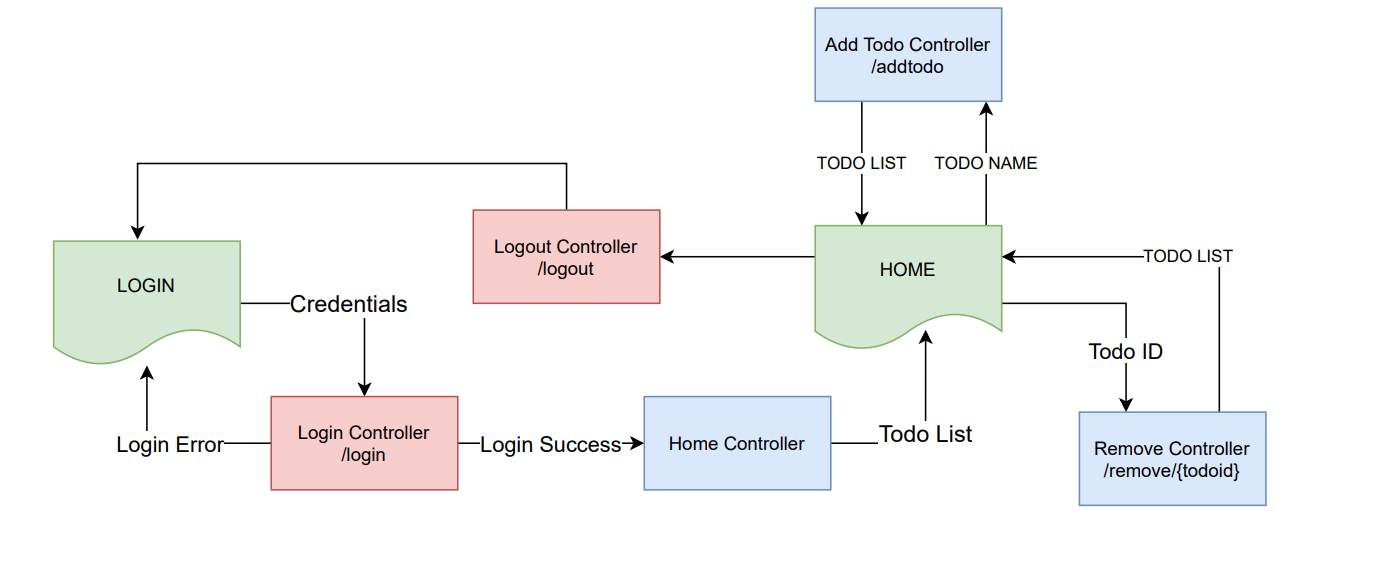 Add Todo Controller
/addtodo
TODO LIST
TODO NAME
Logout Controller
/logout
HOME
TODO LIST
LOGIN
Credentials
Todo ID
Login Error
Login Controller
/login
Login Success
Home Controller
Todo List
Remove Controller
/remove/{todoid}